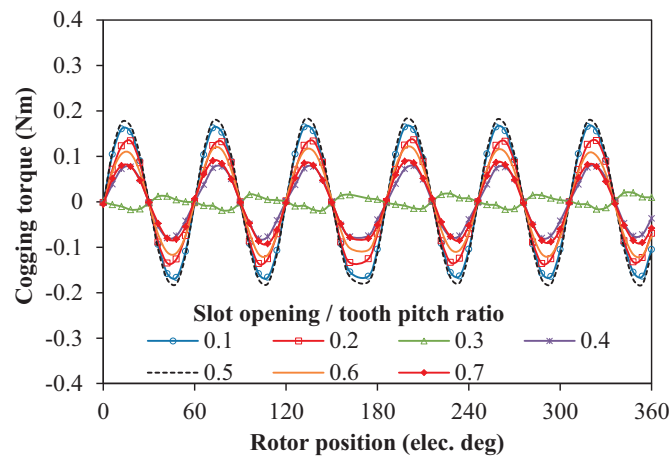 0.4
0.3
0.2
0.1
0
-0.1
-0.2
-0.3
-0.4
Cogging torque (Nm)
Slot opening / tooth pitch ratio
0.1 0.2 0.3 0.4
0.5 0.6 0.7
0 60 120 180 240 300 360
Rotor position (elec. deg)